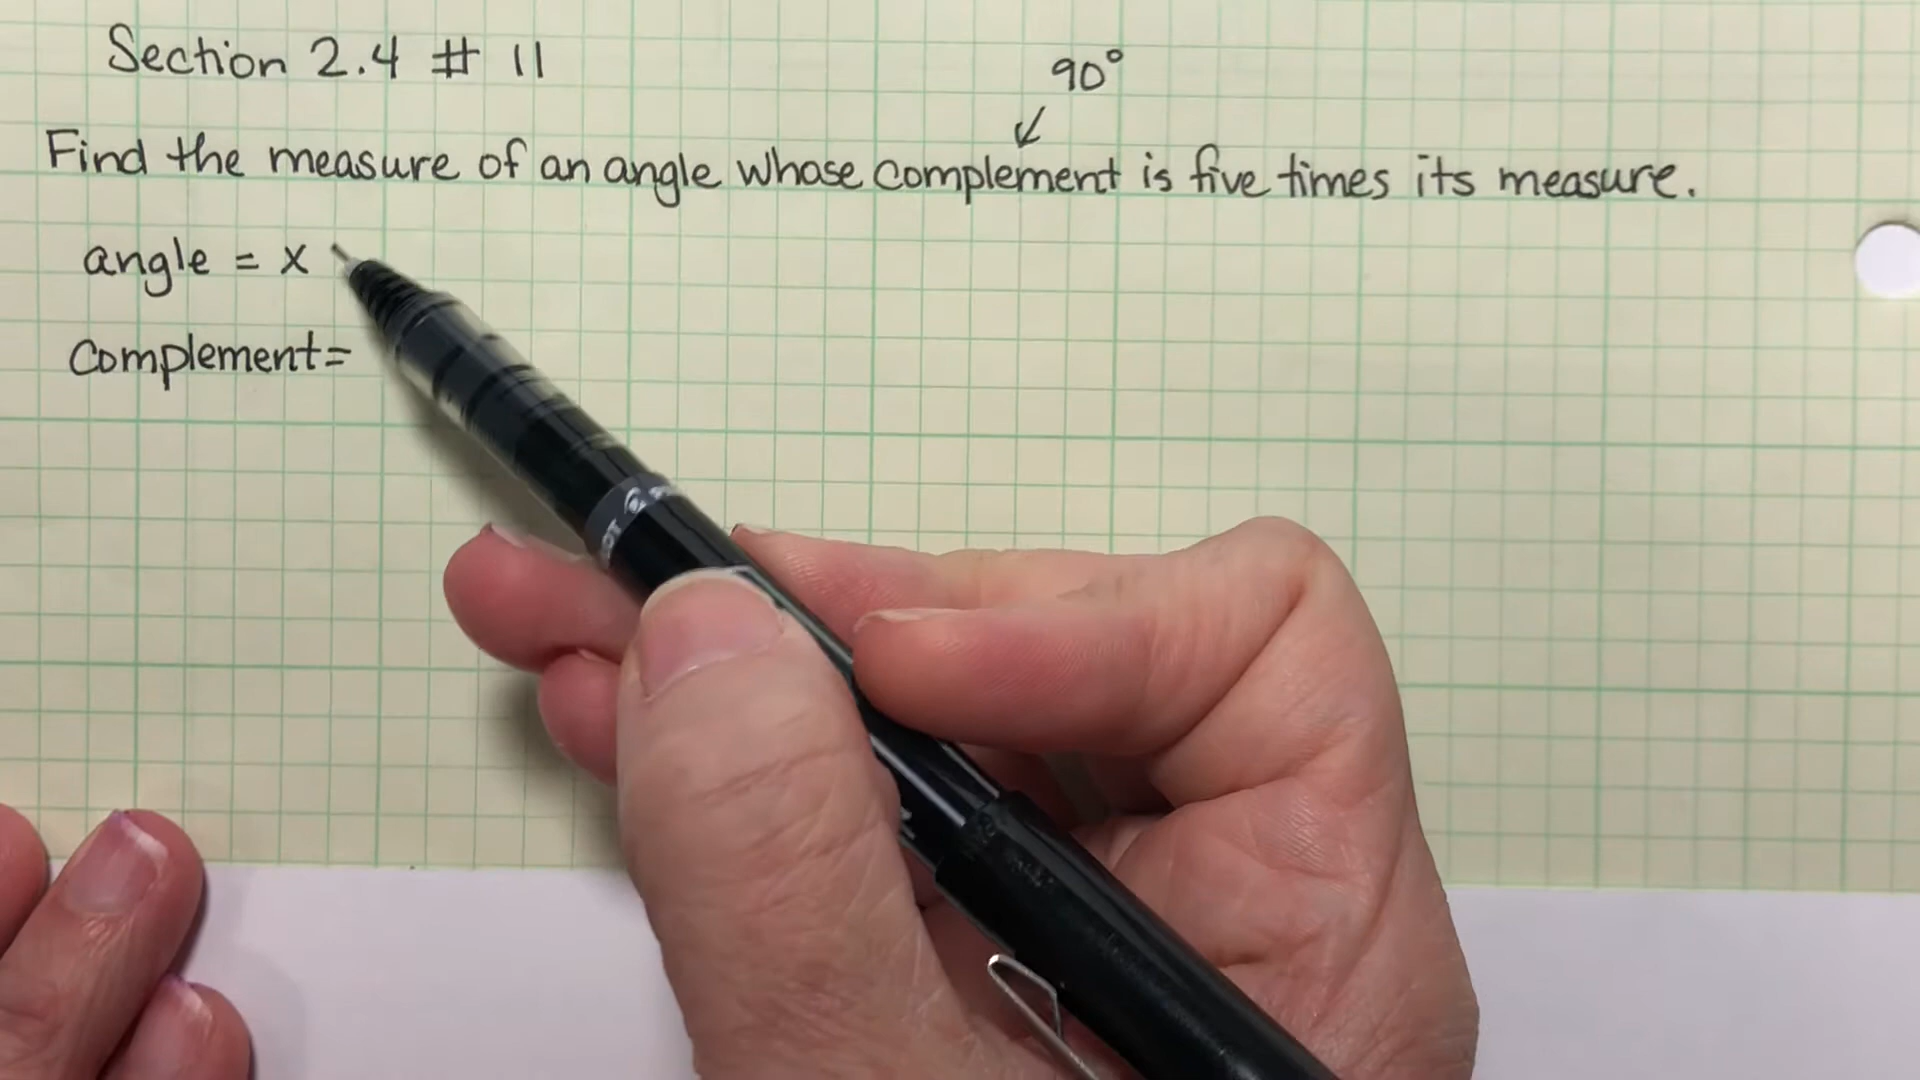 Section 2.4 # 11
90°
↙
Find the measure of an angle whose complement is five times its measure.
angle = x
Complement=